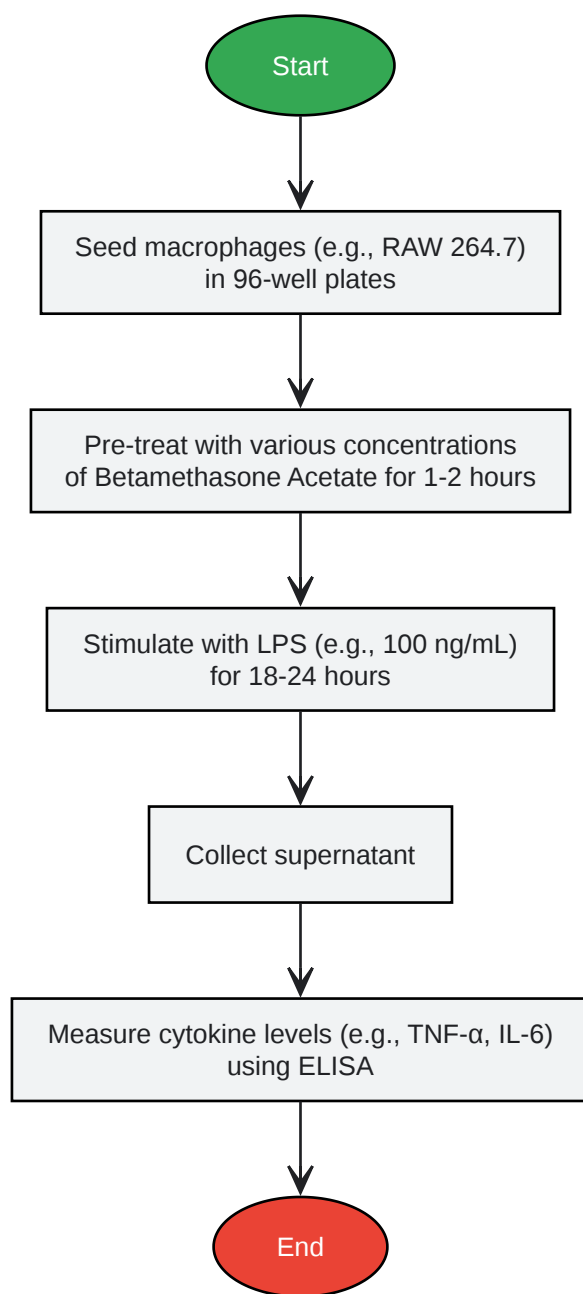 Start
Seed macrophages (e.g., RAW 264.7)
in 96-well plates
Pre-treat with various concentrations
of Betamethasone Acetate for 1-2 hours
Stimulate with LPS (e.g., 100 ng/mL)
for 18-24 hours
Collect supernatant
Measure cytokine levels (e.g., TNF-α, IL-6)
using ELISA
End